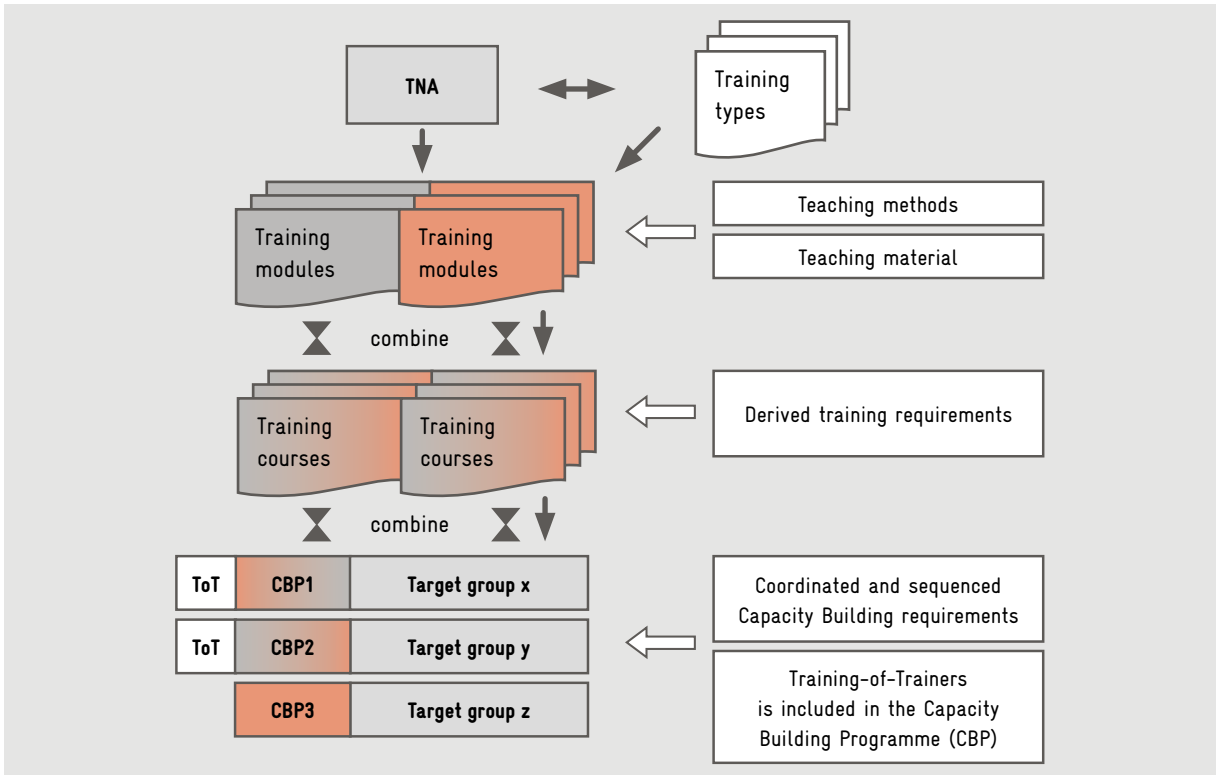 TNA
Training
types
Training
modules
Training
modules
Teaching methods
Teaching material
combine
Training
courses
Training
courses
Derived training requirements
combine
ToT CBP1 Target group x
ToT CBP2 Target group y
CBP3 Target group z
Coordinated and sequenced
Capacity Building requirements
Training-of-Trainers
is included in the Capacity
Building Programme (CBP)